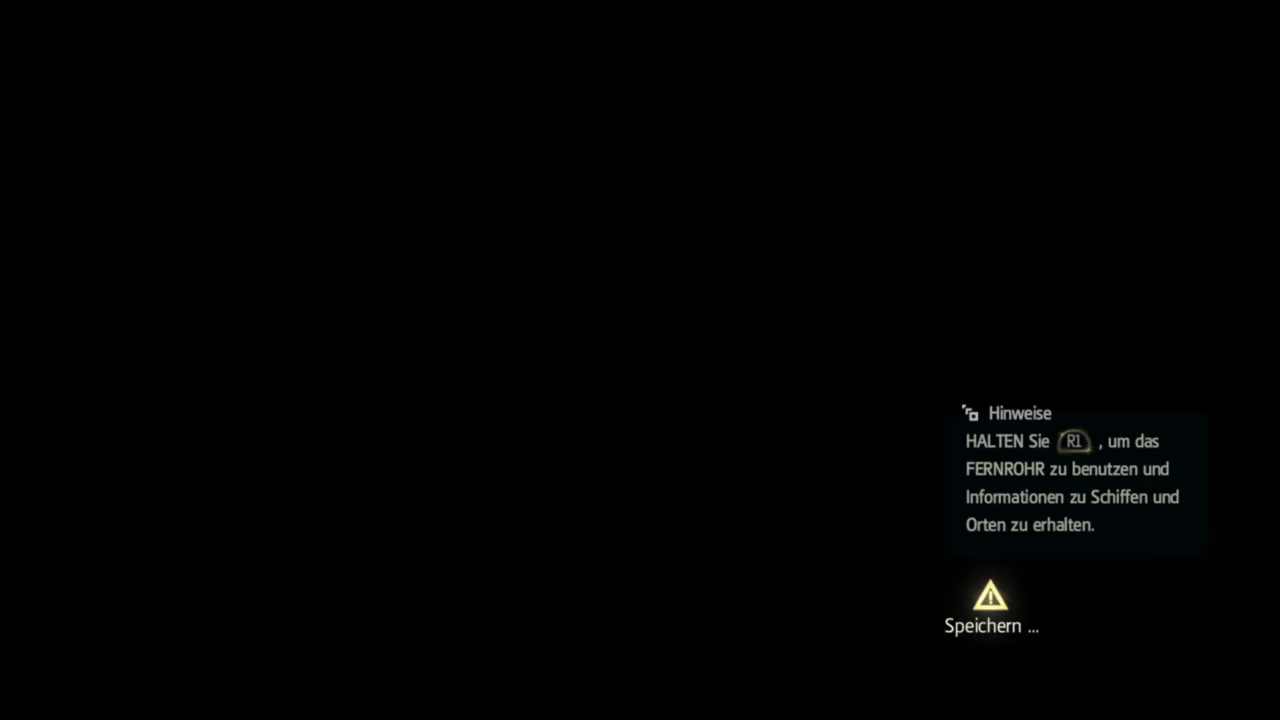 Hinweise
HALTEN Sie R1 , um das
FERNROHR zu benutzen und
Informationen zu Schiffen und
Orten zu erhalten.
Speichern ...